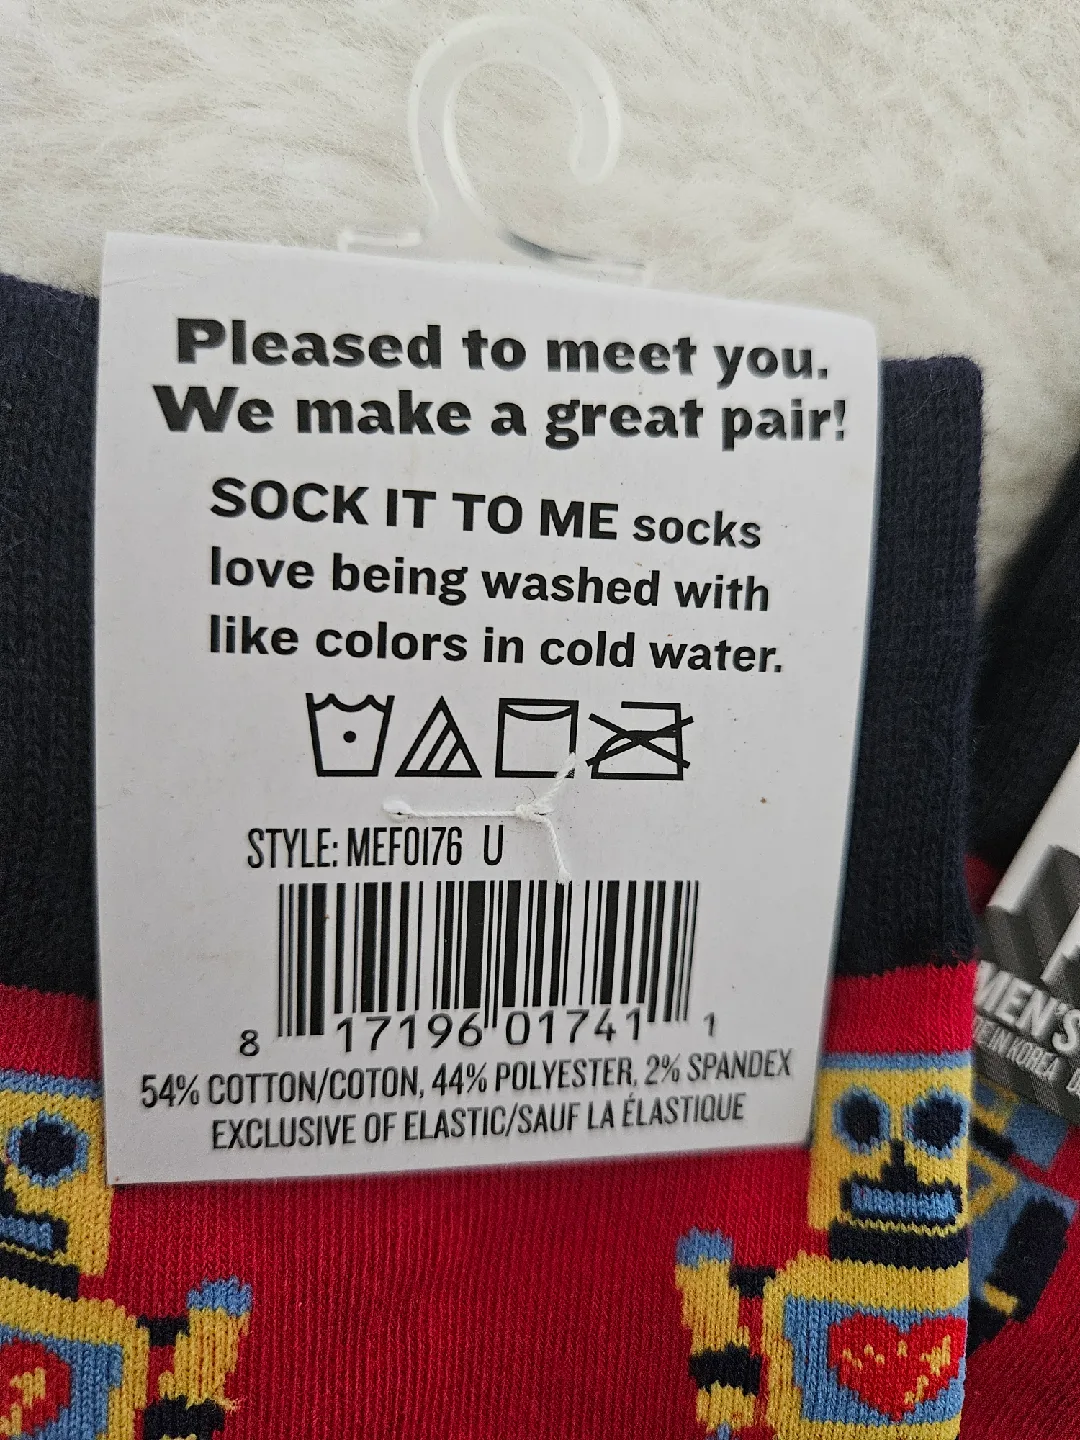 Pleased to meet you.
We make a great pair!
SOCK IT TO ME socks
love being washed with
like colors in cold water.
STYLE: MEF0176 U
8 17196 01741 1
54% COTTON/COTON, 44% POLYESTER, 2% SPANDEX
EXCLUSIVE OF ELASTIC/SAUF LA ÉLASTIQUE
MEN'S
IN KOREA